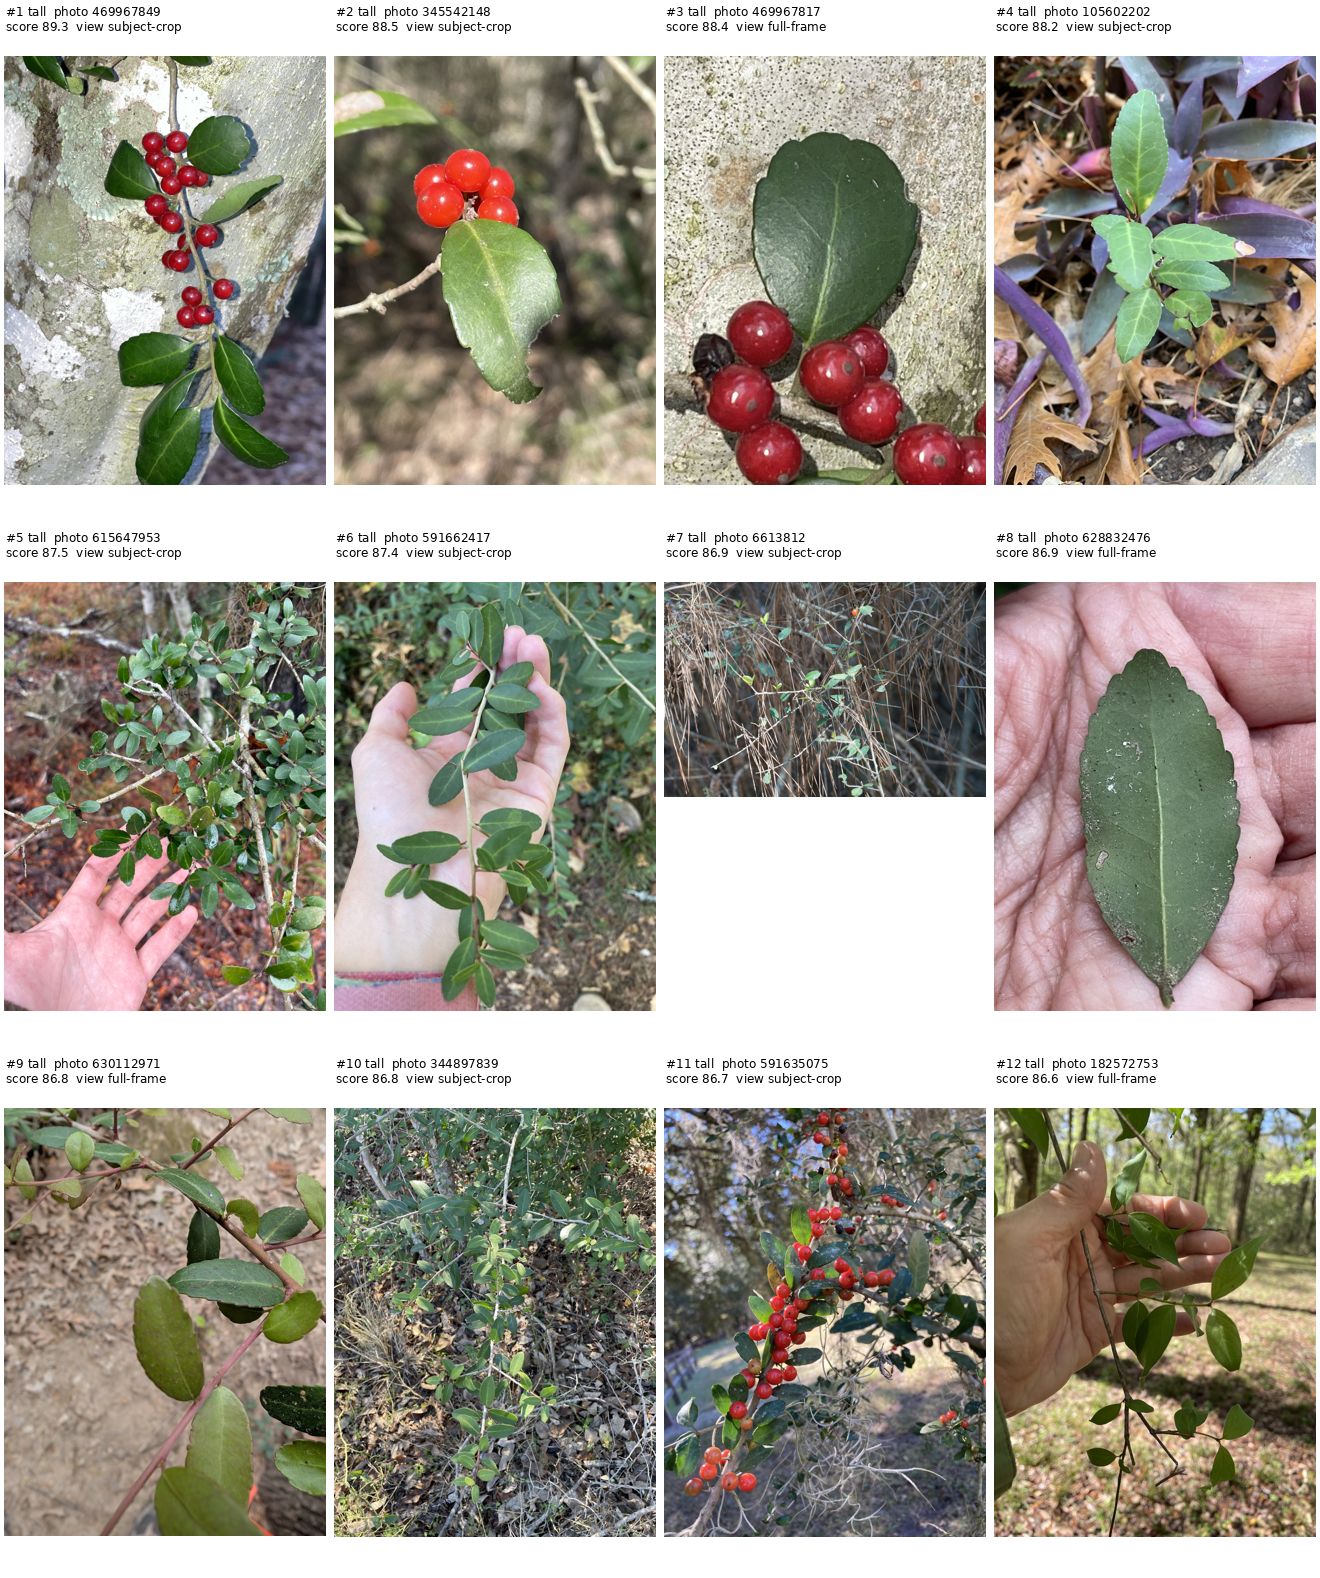 #1 tall photo 469967849
score 89.3 view subject-crop
#2 tall photo 345542148
score 88.5 view subject-crop
#3 tall photo 469967817
score 88.4 view full-frame
#4 tall photo 105602202
score 88.2 view subject-crop
#5 tall photo 615647953
score 87.5 view subject-crop
#6 tall photo 591662417
score 87.4 view subject-crop
#7 tall photo 6613812
score 86.9 view subject-crop
#8 tall photo 628832476
score 86.9 view full-frame
#9 tall photo 630112971
score 86.8 view full-frame
#10 tall photo 344897839
score 86.8 view subject-crop
#11 tall photo 591635075
score 86.7 view subject-crop
#12 tall photo 182572753
score 86.6 view full-frame